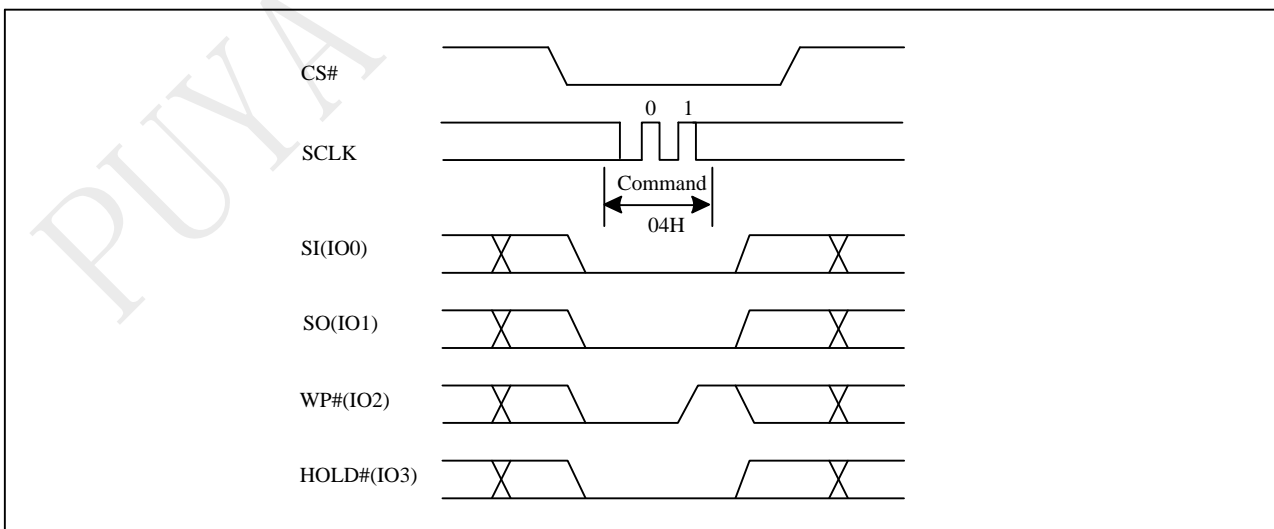 PUYA
CS#
0 1
SCLK
Command
04H
SI(IO0)
SO(IO1)
WP#(IO2)
HOLD#(IO3)